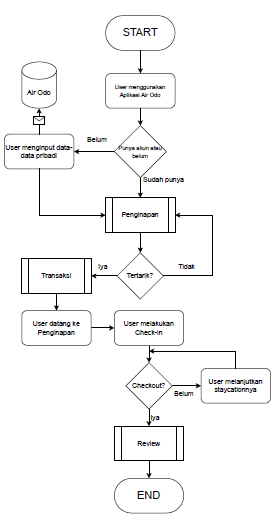 START
User menggunakan
Aplikasi Air Odo
Air Odo
Belum
Punya akun atau
belum
User menginput data-
data pribadi
Sudah punya
Penginapan
Iya
Tertarik?
Tidak
Transaksi
User datang ke
Penginapan
User melakukan
Check-in
Checkout?
Belum
User melanjutkan
staycationnya
Iya
Review
END